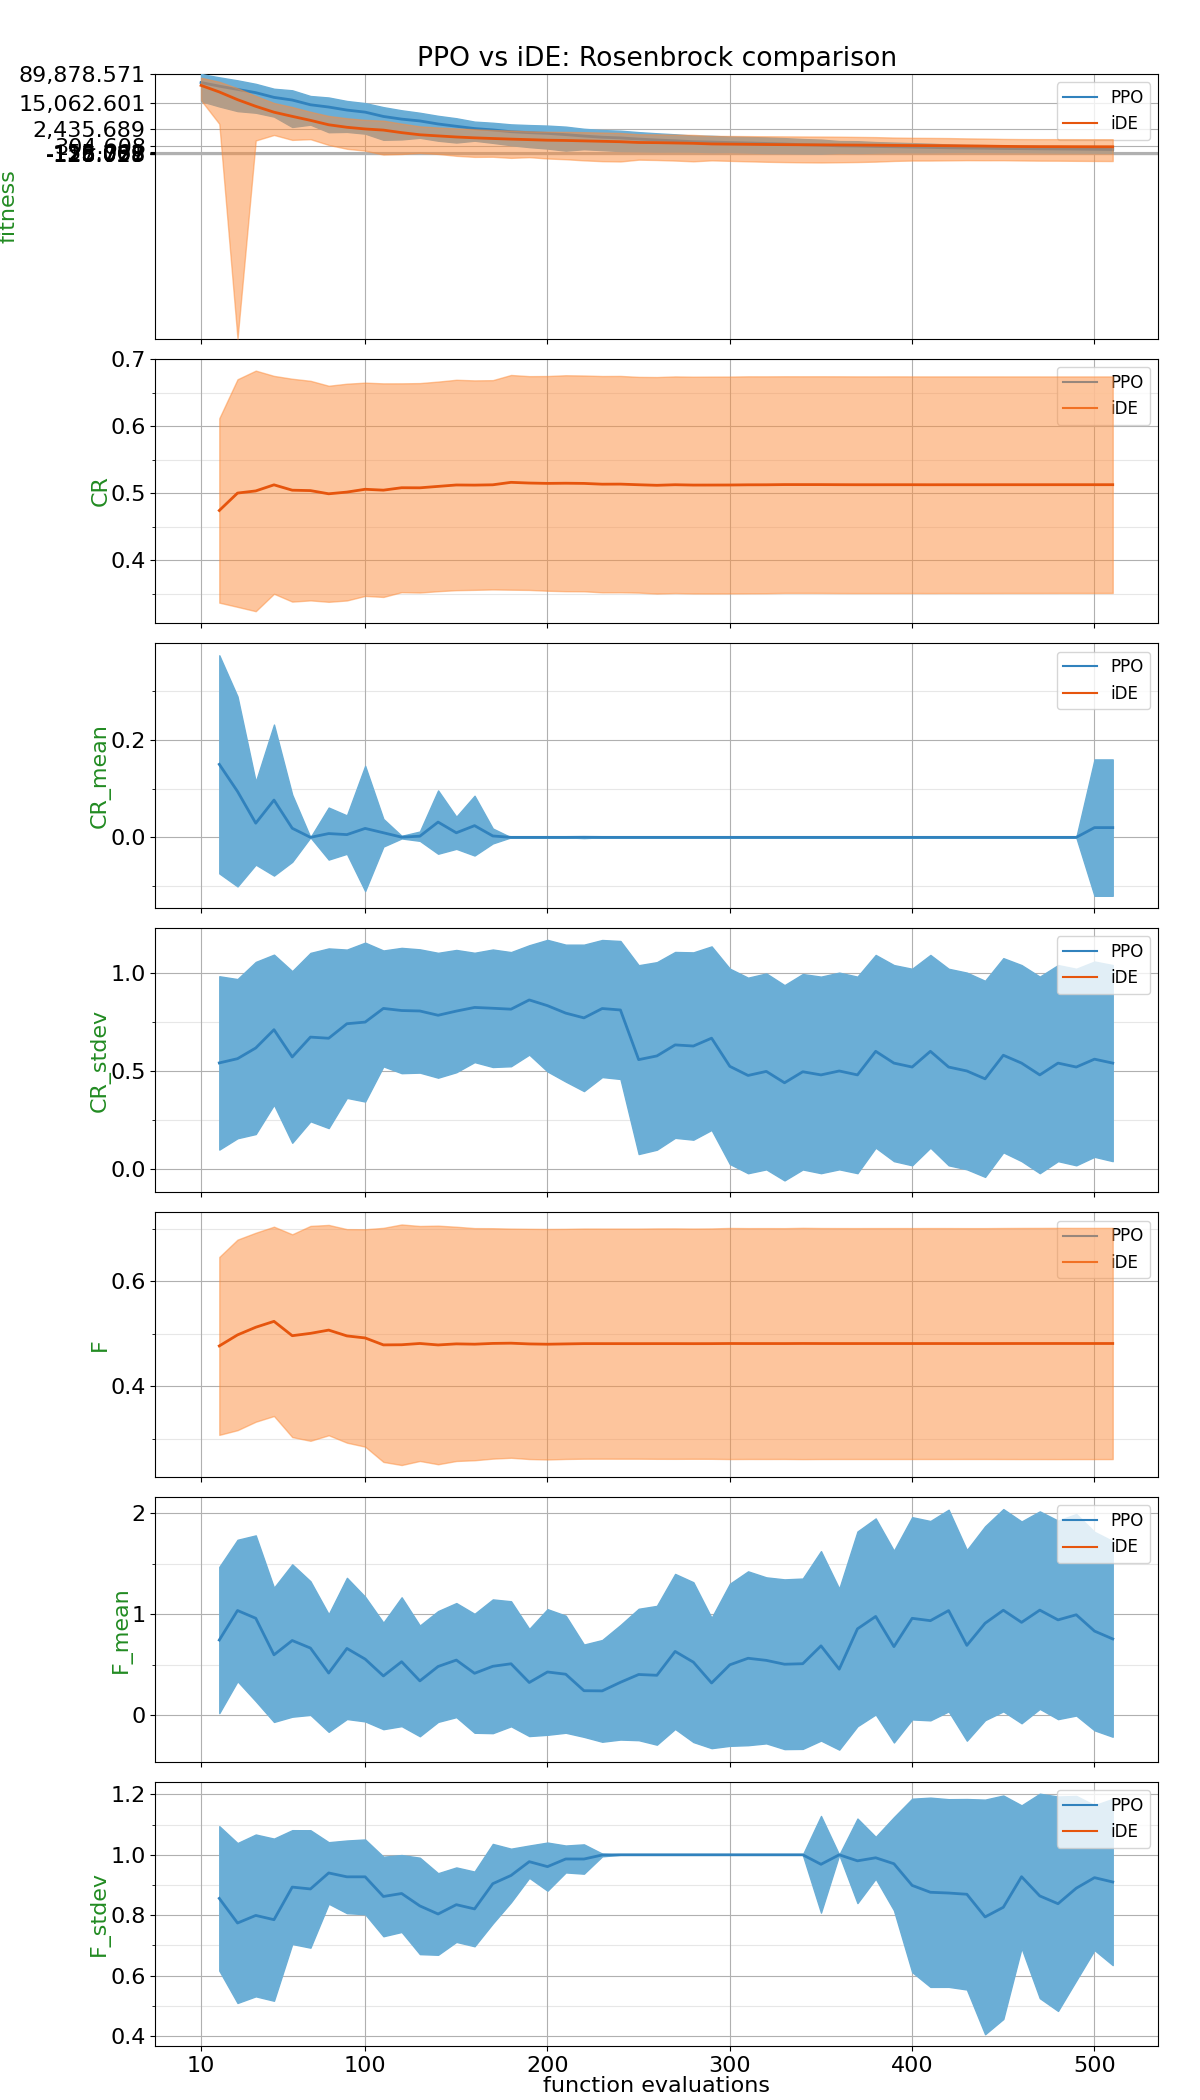 PPO vs iDE: Rosenbrock comparison
89,878.571
15,062.601
2,435.689
fitness
PPO
iDE
0.7
0.6
0.5
0.4
CR
PPO
iDE
0.2
0.0
CR_mean
PPO
iDE
1.0
0.5
0.0
CR_stdev
PPO
iDE
0.6
0.4
F
PPO
iDE
2
1
0
F_mean
PPO
iDE
1.2
1.0
0.8
0.6
0.4
F_stdev
PPO
iDE
10 100 200 300 400 500
function evaluations